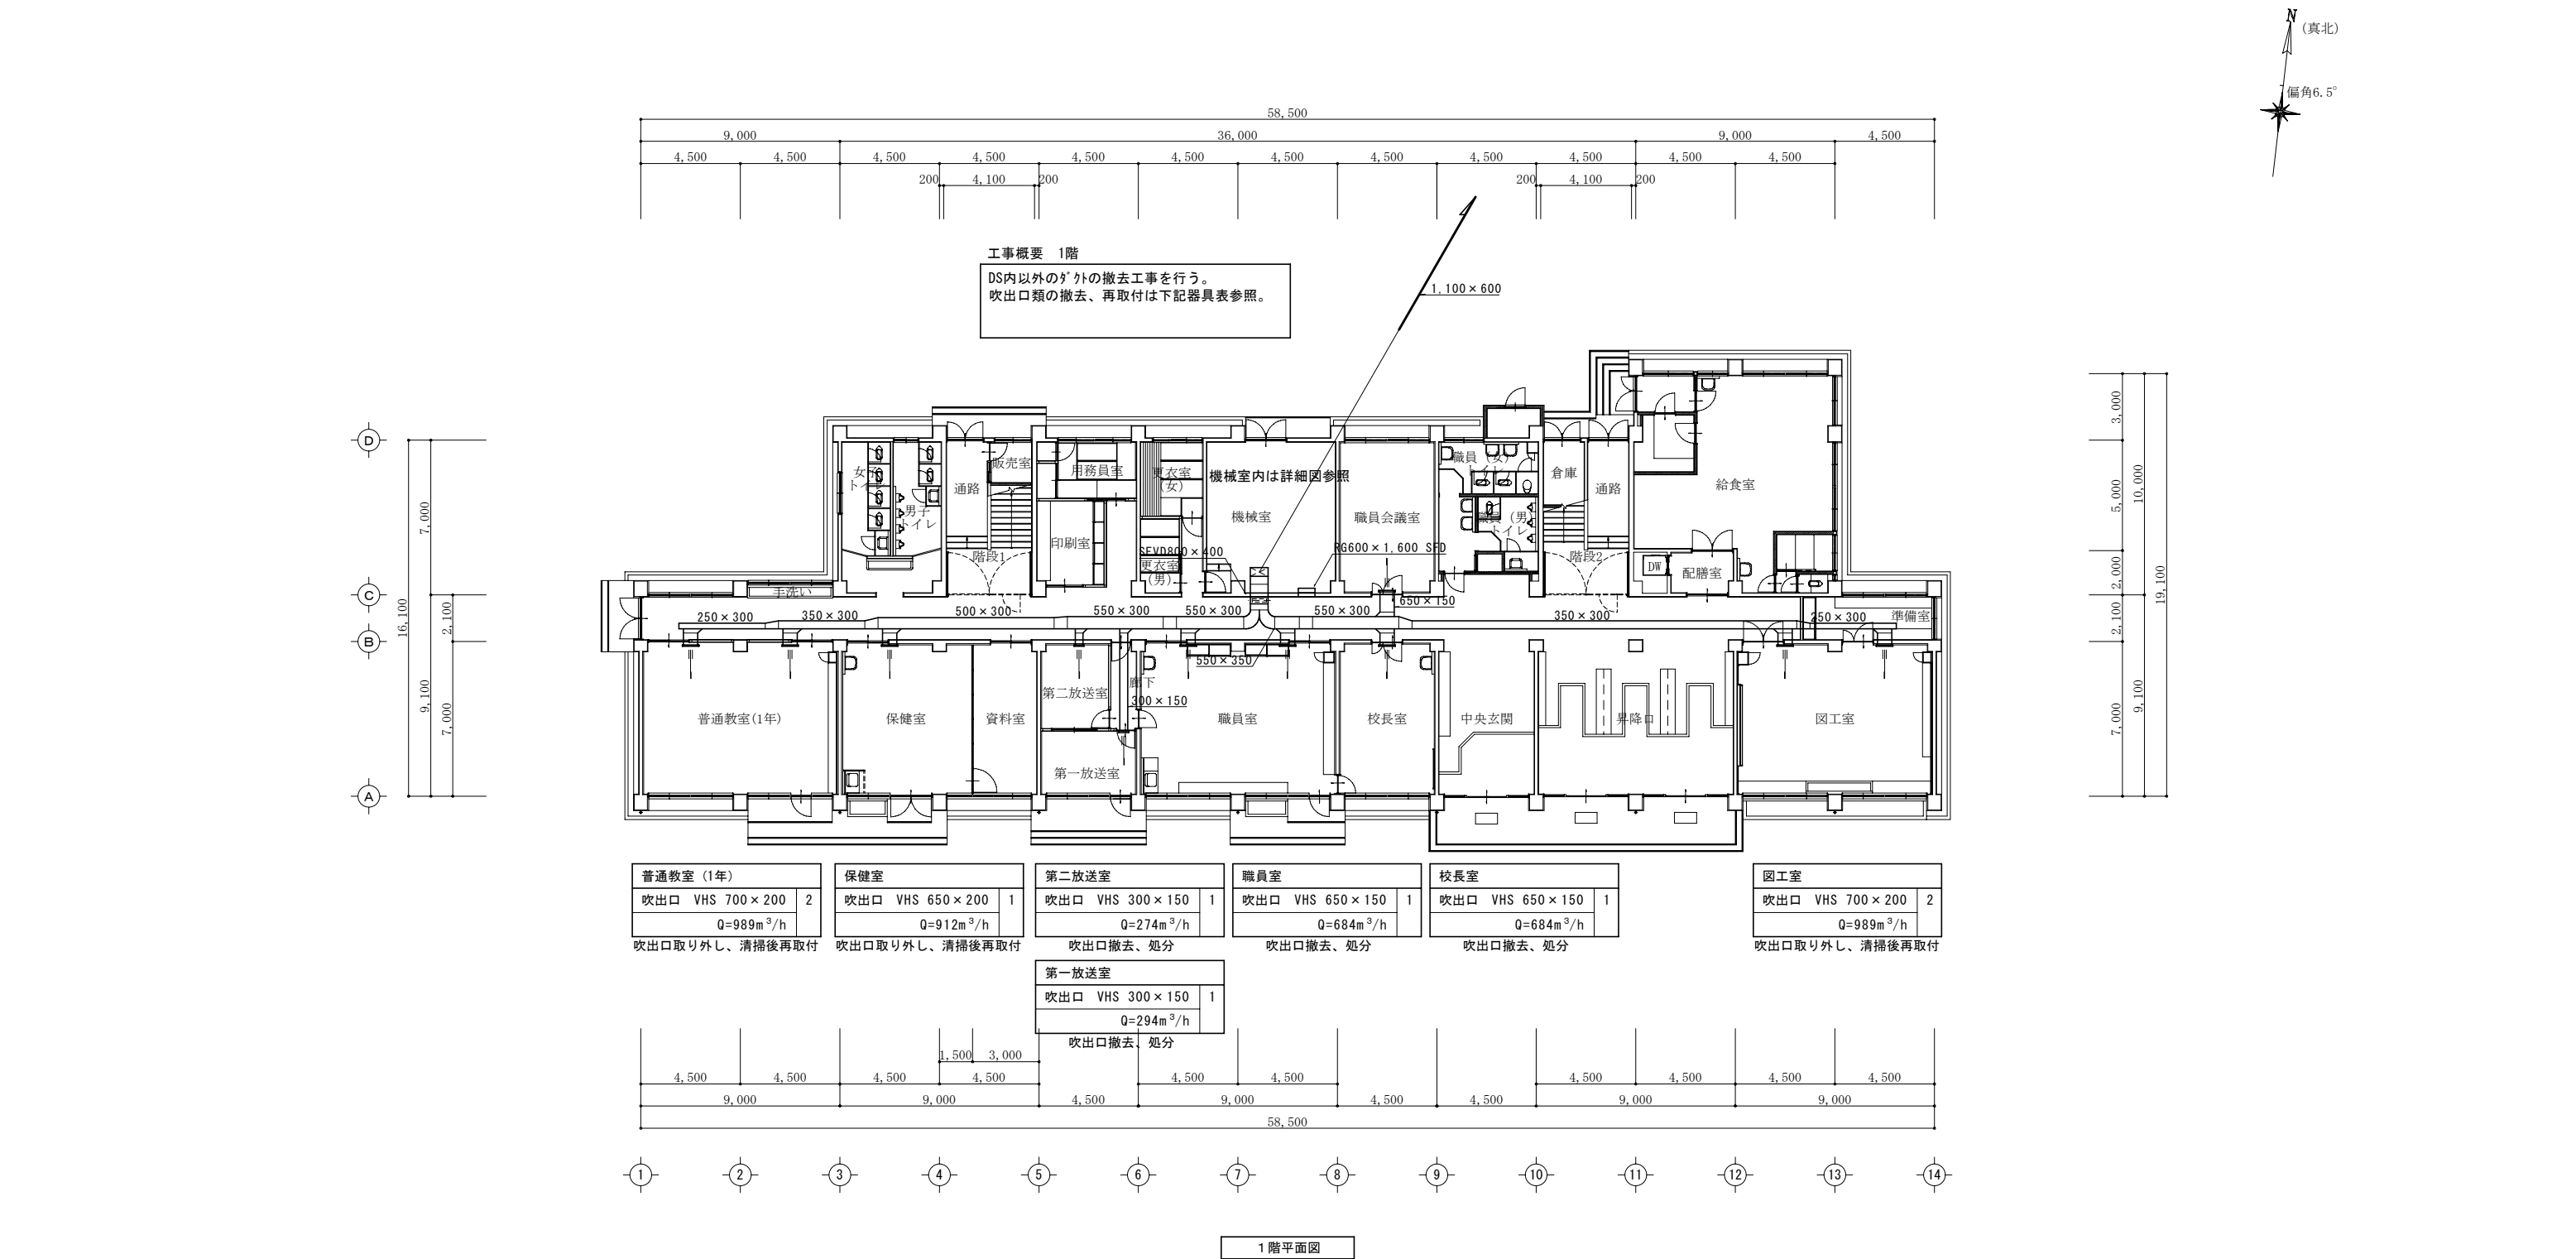 N
(真北)
偏角6.5°
58,500
9,000 36,000 9,000 4,500
4,500 4,500 4,500 4,500 4,500 4,500 4,500 4,500 4,500 4,500 4,500 4,500
200 4,100 200 200 4,100 200
工事概要 1階
DS内以外のダクトの撤去工事を行う。
吹出口類の撤去、再取付は下記器具表参照。
1,100×600
D
C
B
A
16,100
7,000
9,100
2,100
7,000
3,000
5,000
2,000
2,100
7,000
10,000
9,100
19,100
女子
トイレ
男子
トイレ
通路
販売室
階段1
用務員室
印刷室
更衣室
(女)
更衣室
(男)
機械室内は詳細図参照
機械室
職員会議室
職員(女)
トイレ
職員(男)
トイレ
倉庫
通路
階段2
給食室
DW
配膳室
準備室
手洗い
SFVD800×400
RG600×1,600 SFD
250×300
350×300
500×300
550×300
550×300
550×300
650×150
350×300
250×300
550×350
300×150
普通教室(1年)
保健室
資料室
第二放送室
第一放送室
廊下
職員室
校長室
中央玄関
昇降口
図工室
普通教室(1年)
吹出口 VHS 700×200 2
Q=989m³/h
吹出口取り外し、清掃後再取付
保健室
吹出口 VHS 650×200 1
Q=912m³/h
吹出口取り外し、清掃後再取付
第二放送室
吹出口 VHS 300×150 1
Q=274m³/h
吹出口撤去、処分
職員室
吹出口 VHS 650×150 1
Q=684m³/h
吹出口撤去、処分
校長室
吹出口 VHS 650×150 1
Q=684m³/h
吹出口撤去、処分
図工室
吹出口 VHS 700×200 2
Q=989m³/h
吹出口取り外し、清掃後再取付
第一放送室
吹出口 VHS 300×150 1
Q=294m³/h
吹出口撤去、処分
1,500 3,000
4,500 4,500 4,500 4,500 4,500 4,500 4,500 4,500 4,500 4,500
9,000 9,000 4,500 9,000 4,500 4,500 9,000 9,000
58,500
1 2 3 4 5 6 7 8 9 10 11 12 13 14
1階平面図